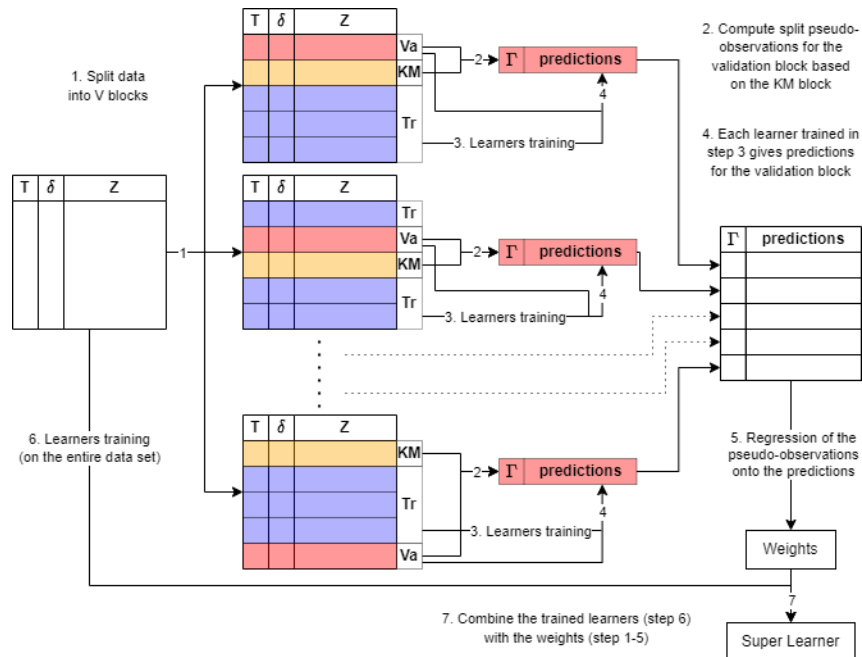 T δ Z
Va
KM
Tr
2
Γ predictions
4
3. Learners training
1. Split data
into V blocks
2. Compute split pseudo-
observations for the
validation block based
on the KM block
4. Each learner trained in
step 3 gives predictions
for the validation block
T δ Z
1
T δ Z
Tr
Va
KM
Tr
2
Γ predictions
4
3. Learners training
Γ predictions
6. Learners training
(on the entire data set)
T δ Z
KM
Tr
Va
2
Γ predictions
4
3. Learners training
5. Regression of the
pseudo-observations
onto the predictions
Weights
7
7. Combine the trained learners (step 6)
with the weights (step 1-5)
Super Learner